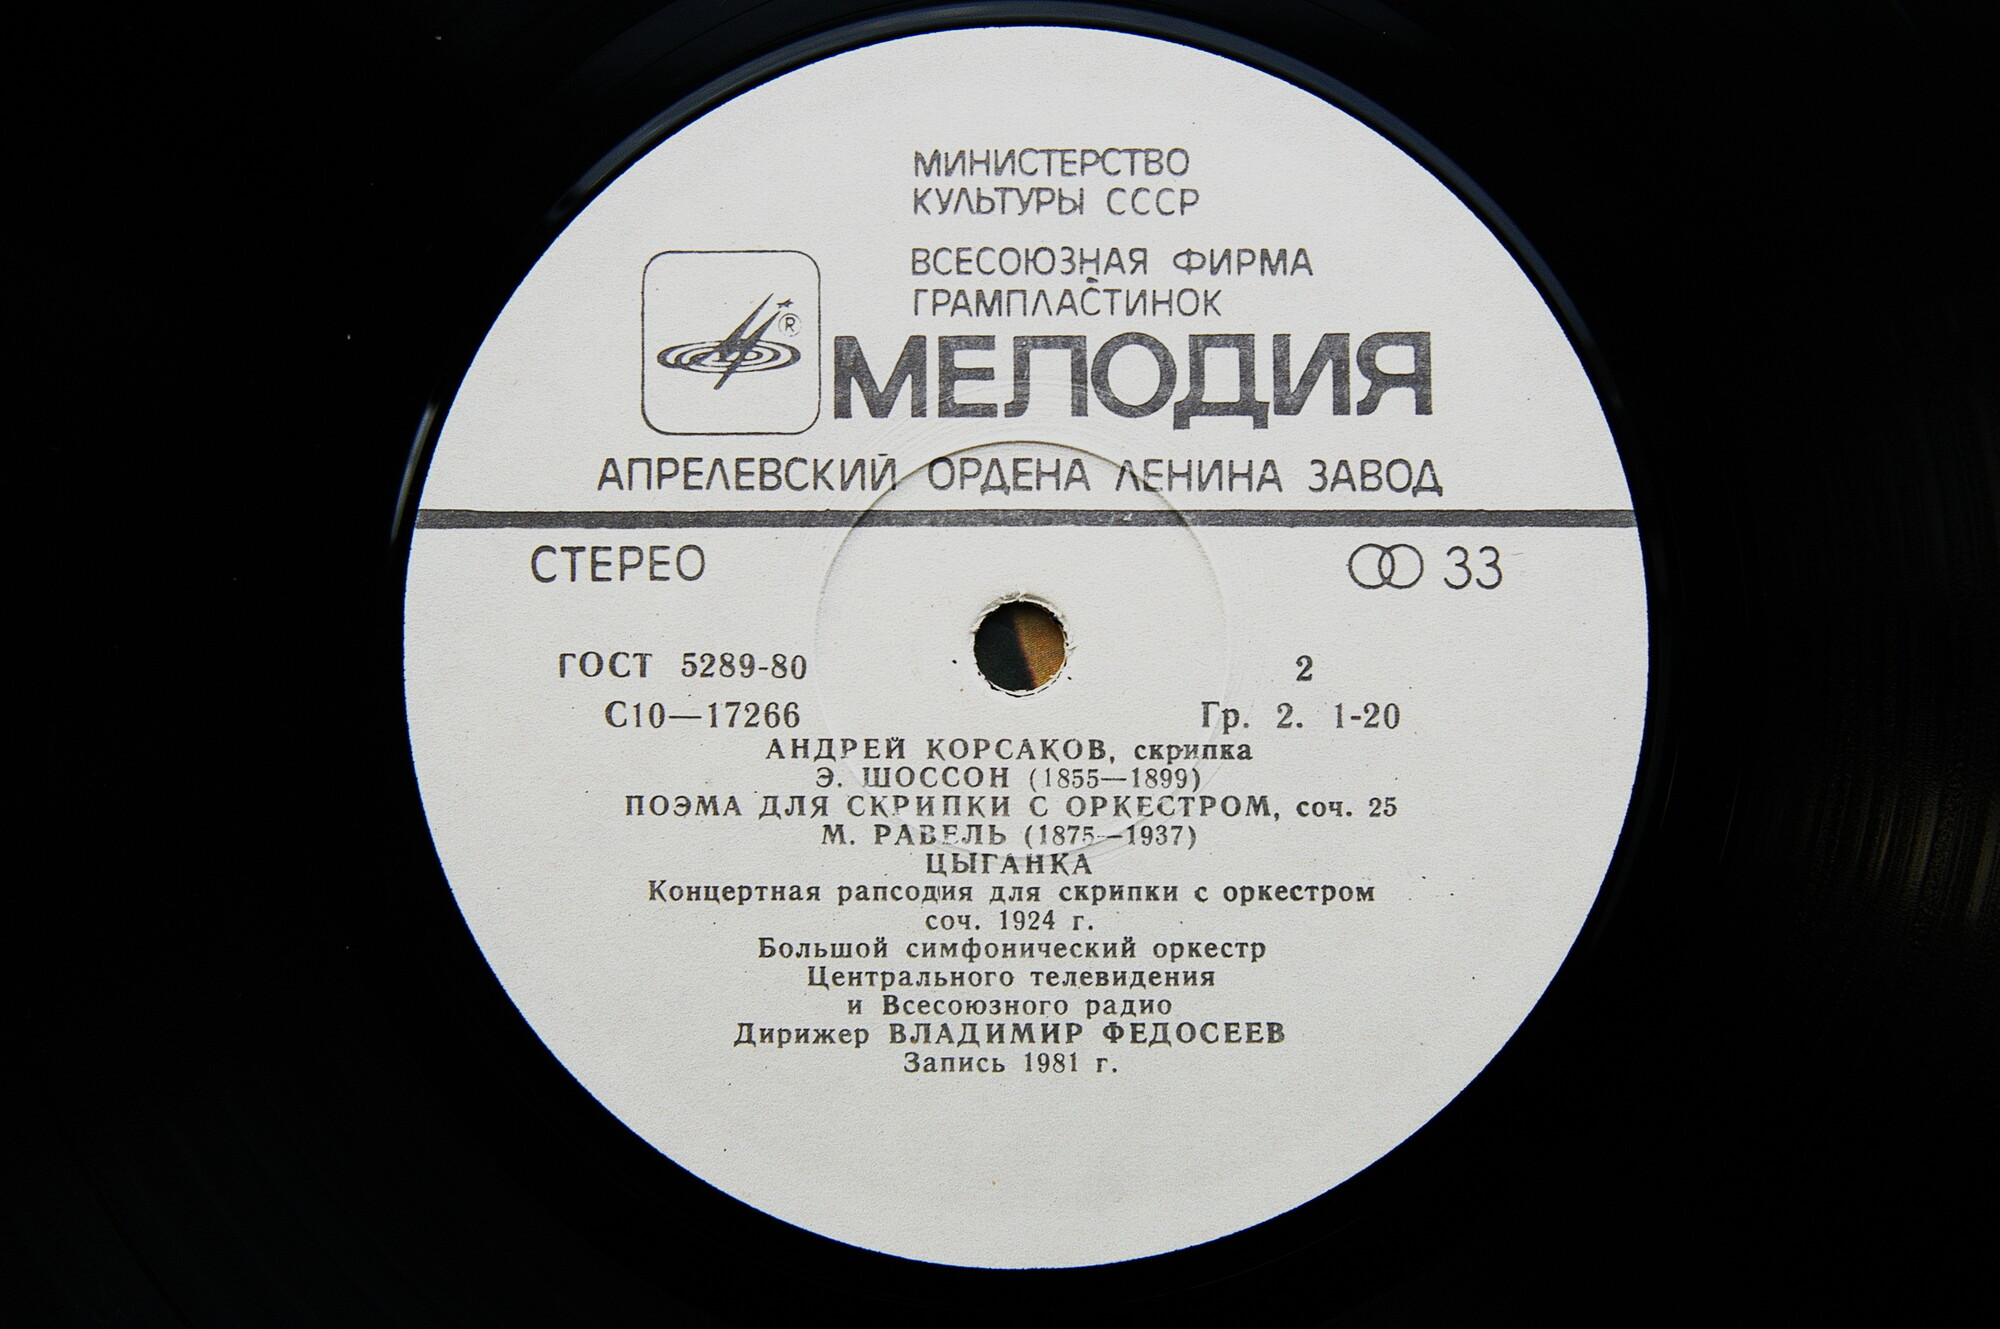 МИНИСТЕРСТВО
КУЛЬТУРЫ СССР
ВСЕСОЮЗНАЯ ФИРМА
ГРАМПЛАСТИНОК
®
МЕЛОДИЯ
АПРЕЛЕВСКИЙ ОРДЕНА ЛЕНИНА ЗАВОД
СТЕРЕО 33
ГОСТ 5289-80 2
С10—17266 Гр. 2. 1-20
АНДРЕЙ КОРСАКОВ, скрипка
Э. ШОССОН (1855—1899)
ПОЭМА ДЛЯ СКРИПКИ С ОРКЕСТРОМ, соч. 25
М. РАВЕЛЬ (1875—1937)
ЦЫГАНКА
Концертная рапсодия для скрипки с оркестром
соч. 1924 г.
Большой симфонический оркестр
Центрального телевидения
и Всесоюзного радио
Дирижер ВЛАДИМИР ФЕДОСЕЕВ
Запись 1981 г.